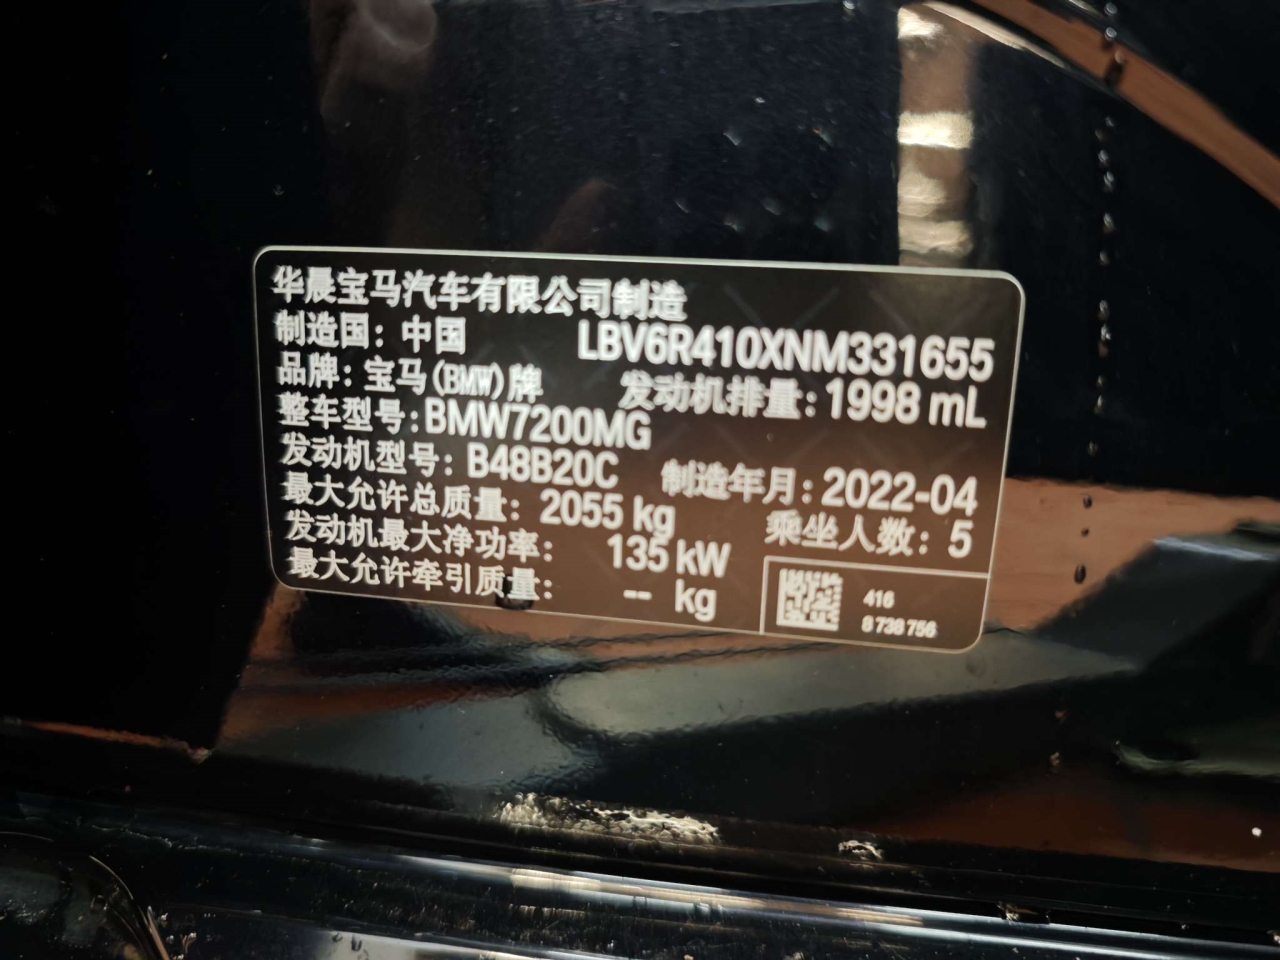 华晨宝马汽车有限公司制造
制造国：中国 LBV6R410XNM331655
品牌：宝马(BMW)牌 发动机排量：1998 mL
整车型号：BMW7200MG
发动机型号：B48B20C 制造年月：2022-04
最大允许总质量：2055 kg 乘坐人数：5
发动机最大净功率：135 kW
最大允许牵引质量：-- kg
416
8 738 756